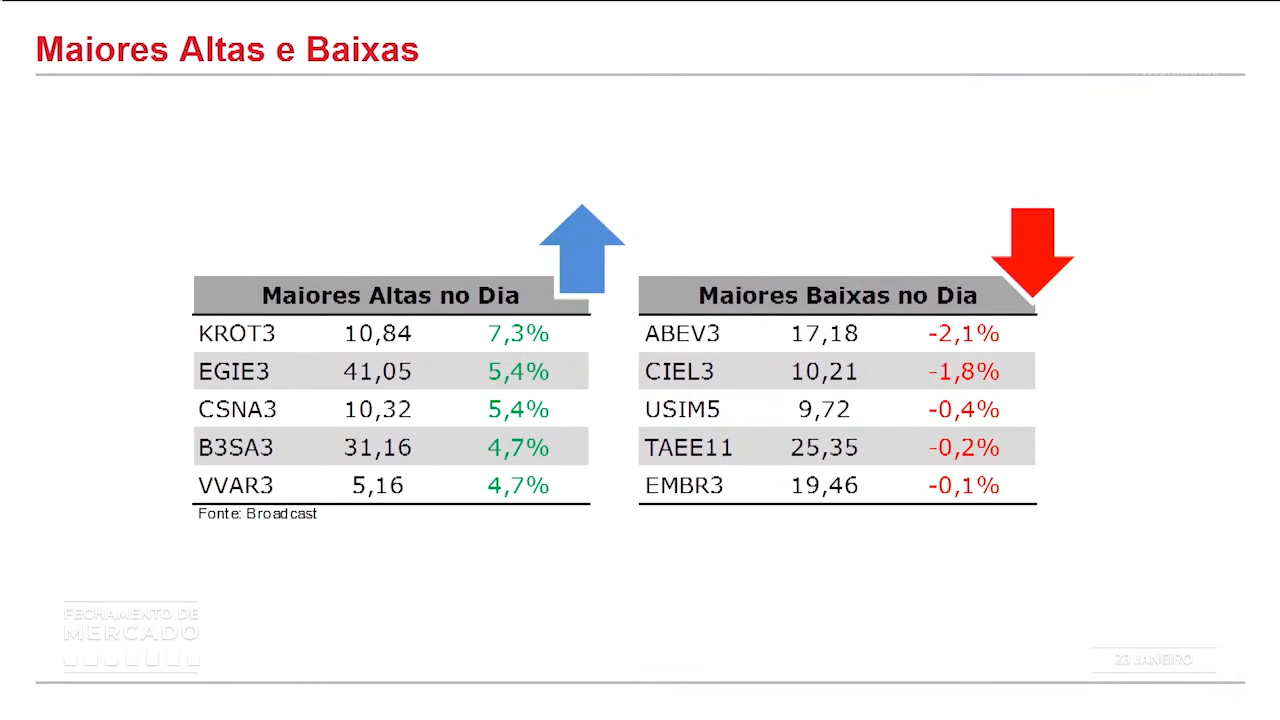 Maiores Altas e Baixas
Maiores Altas no Dia
KROT3 10,84 7,3%
EGIE3 41,05 5,4%
CSNA3 10,32 5,4%
B3SA3 31,16 4,7%
VVAR3 5,16 4,7%
Fonte: Broadcast
Maiores Baixas no Dia
ABEV3 17,18 -2,1%
CIEL3 10,21 -1,8%
USIM5 9,72 -0,4%
TAEE11 25,35 -0,2%
EMBR3 19,46 -0,1%
FECHAMENTO DE
MERCADO
23 JANEIRO